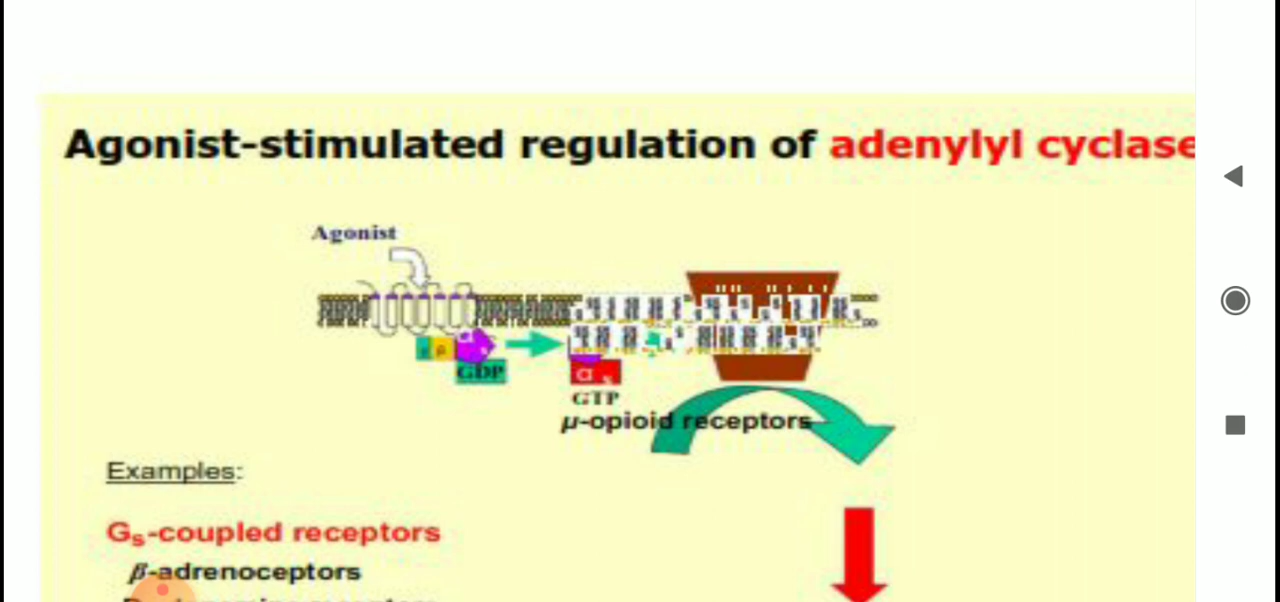 Agonist-stimulated regulation of adenylyl cyclase
Agonist
α s
β
GDP
α s
GTP
μ-opioid receptors
Examples:
Gs-coupled receptors
β-adrenoceptors